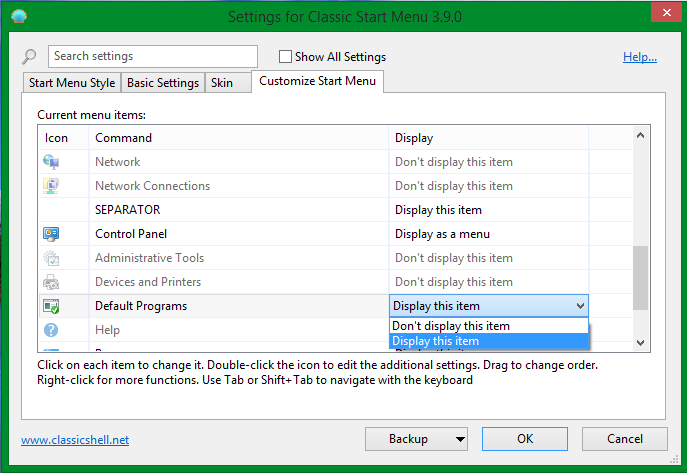 Settings for Classic Start Menu 3.9.0
Search settings
Show All Settings
Help...
Start Menu Style
Basic Settings
Skin
Customize Start Menu
Current menu items:
Icon Command Display
Network Don't display this item
Network Connections Don't display this item
SEPARATOR Display this item
Control Panel Display as a menu
Administrative Tools Don't display this item
Devices and Printers Don't display this item
Default Programs Display this item
Don't display this item
Help
Display this item
Click on each item to change it. Double-click the icon to edit the additional settings. Drag to change order.
Right-click for more functions. Use Tab or Shift+Tab to navigate with the keyboard
www.classicshell.net
Backup
OK
Cancel